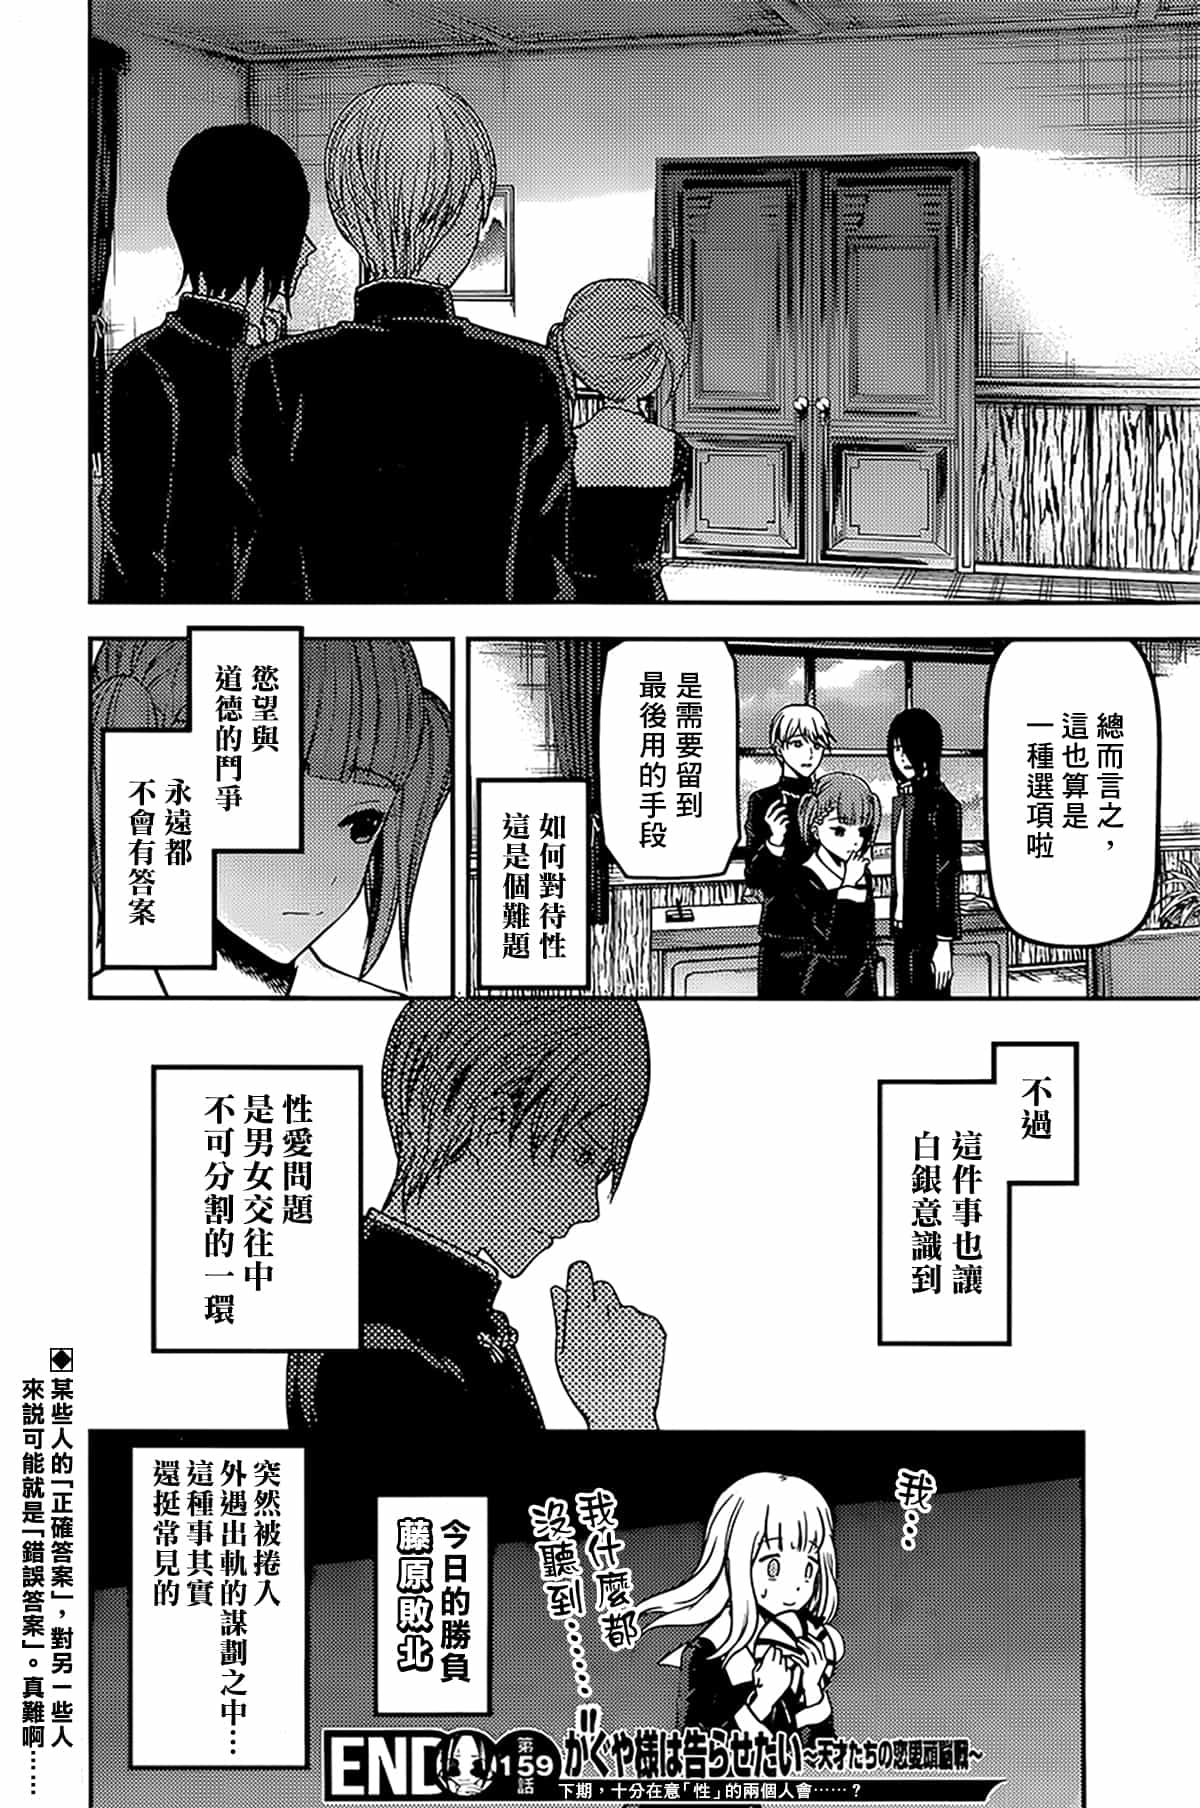 總而言之，
這也算是
一種選項啦
是需要留到
最後用的手段
如何對待性
這是個難題
慾望與
道德的鬥爭
永遠都
不會有答案
不過
這件事也讓
白銀意識到
性愛問題
是男女交往中
不可分割的一環
我…
我什麼都
沒聽到……
今日的勝負
藤原敗北
突然被捲入
外遇出軌的謀劃之中…
這種事其實
還挺常見的
END
第159話
かぐや様は告らせたい
~天才たちの恋愛頭脳戦~
下期，十分在意「性」的兩個人會……？
◆某些人的「正確答案」，對另一些人
來説可能就是「錯誤答案」。真難啊……